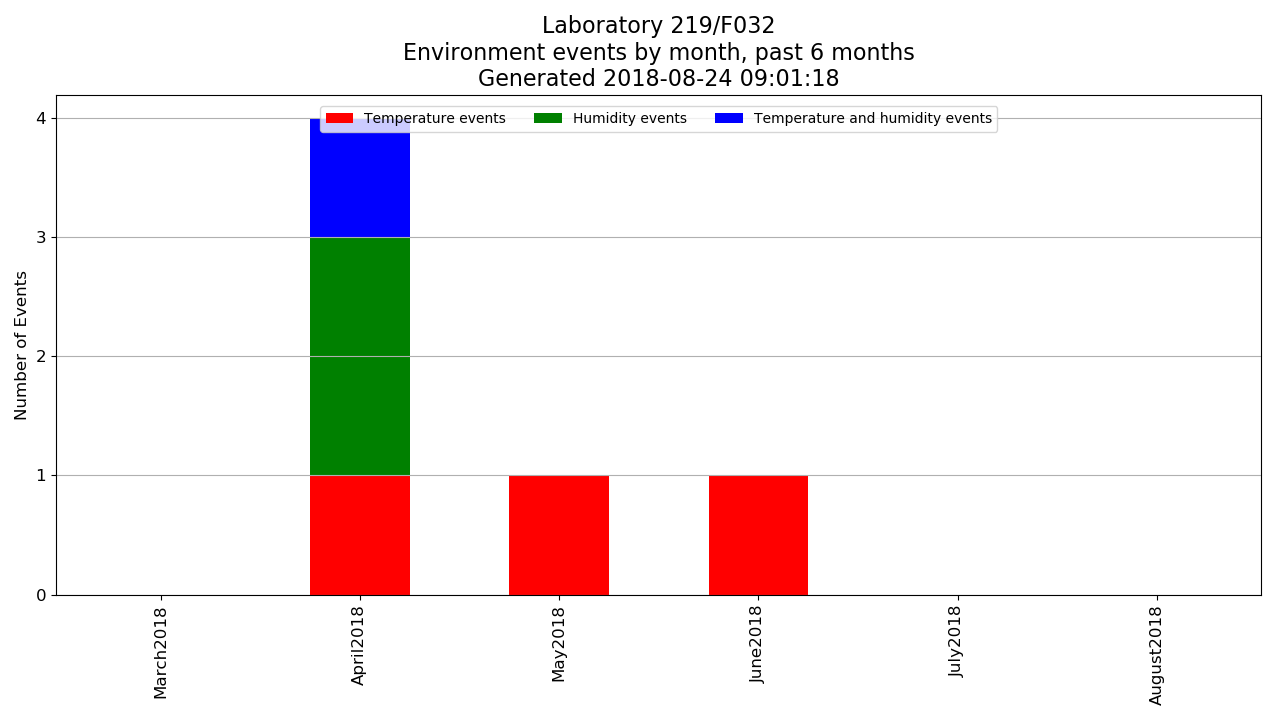 Laboratory 219/F032
Environment events by month, past 6 months
Generated 2018-08-24 09:01:18
Temperature events
Humidity events
Temperature and humidity events
Number of Events
4
3
2
1
0
March2018
April2018
May2018
June2018
July2018
August2018